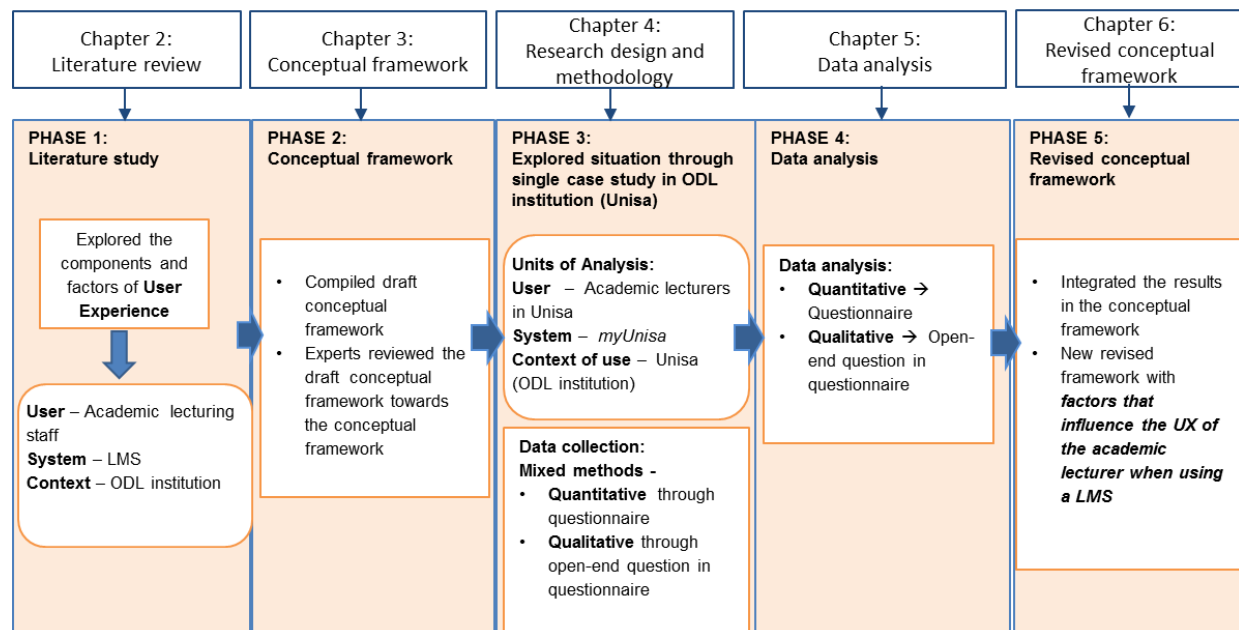 Chapter 2:
Literature review
Chapter 3:
Conceptual framework
Chapter 4:
Research design and
methodology
Chapter 5:
Data analysis
Chapter 6:
Revised conceptual
framework
PHASE 1:
Literature study
Explored the
components and
factors of User
Experience
User – Academic lecturing
staff
System – LMS
Context – ODL institution
PHASE 2:
Conceptual framework
• Compiled draft
conceptual
framework
• Experts reviewed the
draft conceptual
framework towards
the conceptual
framework
PHASE 3:
Explored situation through
single case study in ODL
institution (Unisa)
Units of Analysis:
User – Academic lecturers
in Unisa
System – myUnisa
Context of use – Unisa
(ODL institution)
Data collection:
Mixed methods -
• Quantitative through
questionnaire
• Qualitative through
open-end question in
questionnaire
PHASE 4:
Data analysis
Data analysis:
• Quantitative →
Questionnaire
• Qualitative → Open-
end question in
questionnaire
PHASE 5:
Revised conceptual
framework
• Integrated the results
in the conceptual
framework
• New revised
framework with
factors that
influence the UX of
the academic
lecturer when using
a LMS